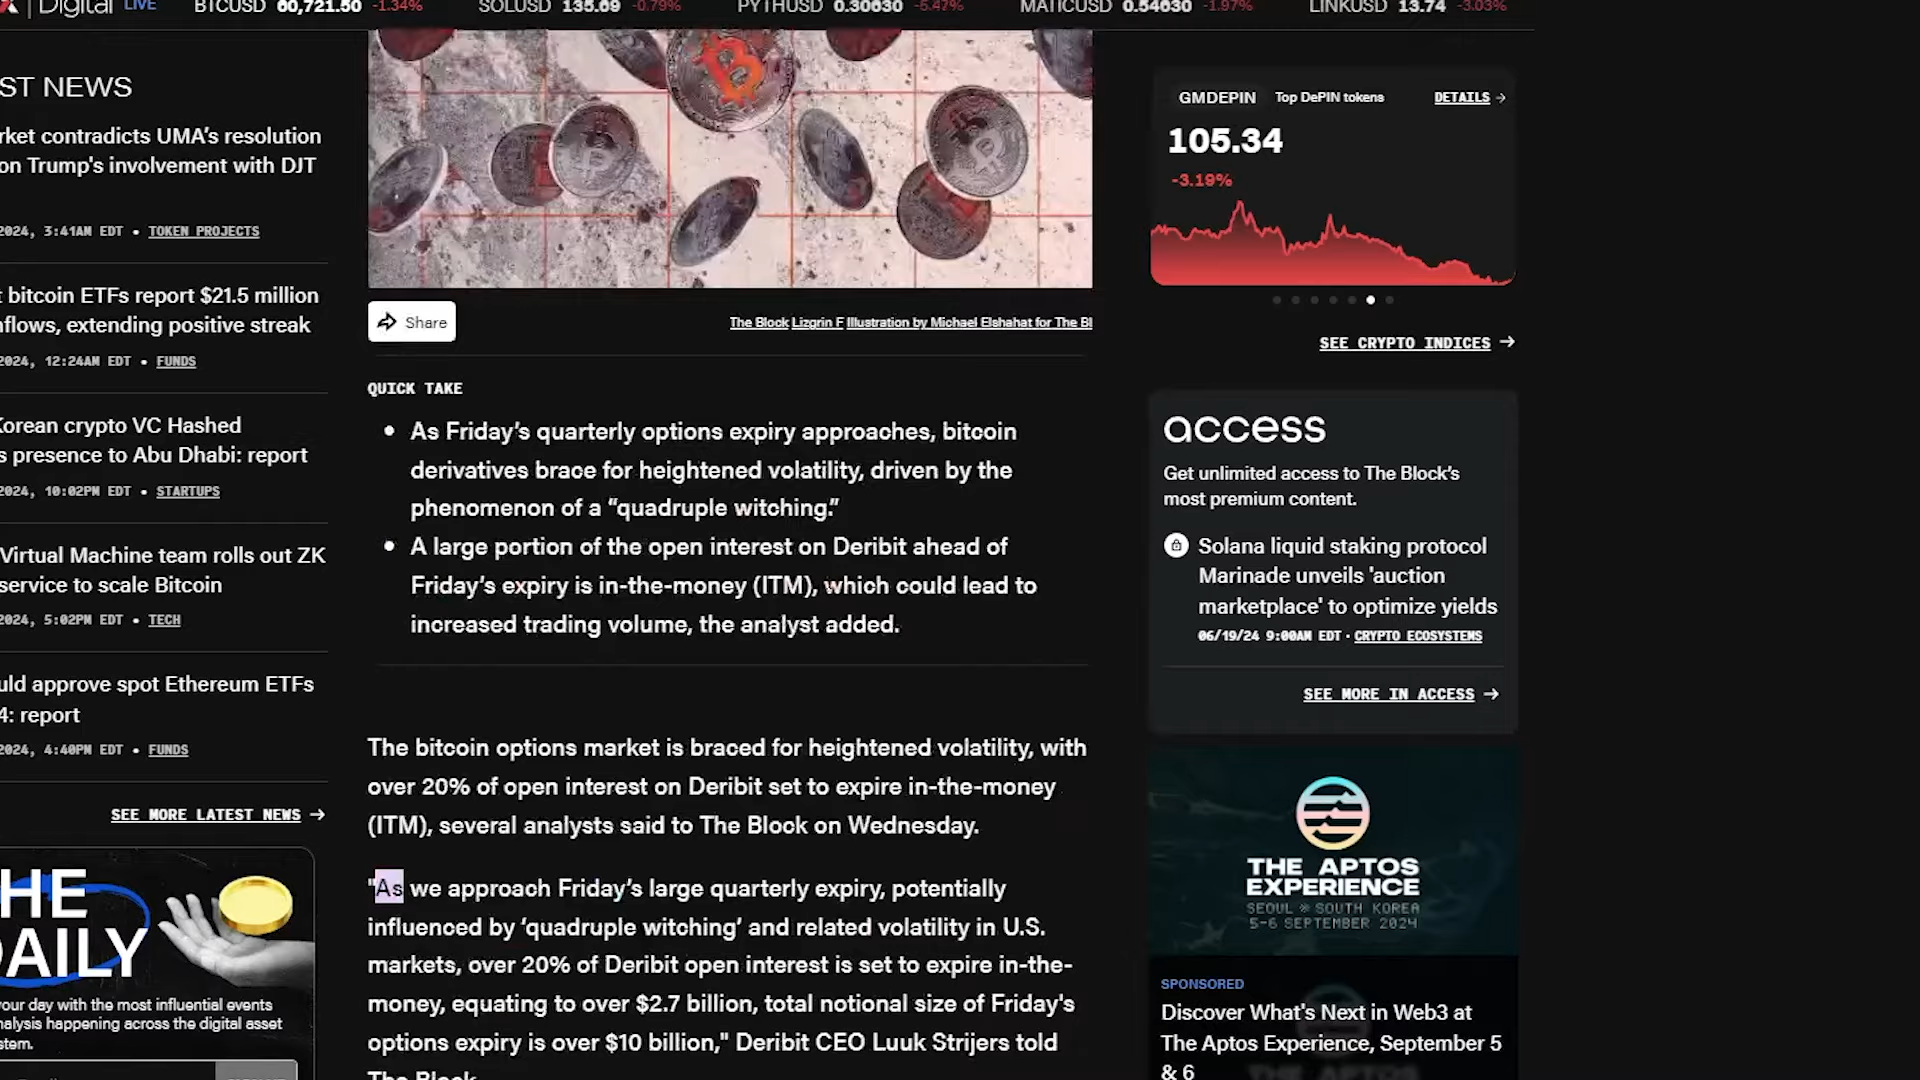 Digital LIVE BTCUSD 60,721.50 -1.34% SOLUSD 135.69 -0.79% PYTHUSD 0.30630 -5.47% MATICUSD 0.54630 -1.97% LINKUSD 13.74 -3.03%
ST NEWS
rket contradicts UMA's resolution
on Trump's involvement with DJT
2024, 3:41AM EDT • TOKEN PROJECTS
t bitcoin ETFs report $21.5 million
nflows, extending positive streak
2024, 12:24AM EDT • FUNDS
Korean crypto VC Hashed
s presence to Abu Dhabi: report
2024, 10:02PM EDT • STARTUPS
Virtual Machine team rolls out ZK
service to scale Bitcoin
2024, 5:02PM EDT • TECH
uld approve spot Ethereum ETFs
4: report
2024, 4:40PM EDT • FUNDS
SEE MORE LATEST NEWS →
HE
DAILY
your day with the most influential events
nalysis happening across the digital asset
stem.
Share
The Block Lizgrin F Illustration by Michael Elshahat for The Bl
QUICK TAKE
• As Friday's quarterly options expiry approaches, bitcoin
derivatives brace for heightened volatility, driven by the
phenomenon of a “quadruple witching.”
• A large portion of the open interest on Deribit ahead of
Friday's expiry is in-the-money (ITM), which could lead to
increased trading volume, the analyst added.
The bitcoin options market is braced for heightened volatility, with
over 20% of open interest on Deribit set to expire in-the-money
(ITM), several analysts said to The Block on Wednesday.
"As we approach Friday's large quarterly expiry, potentially
influenced by ‘quadruple witching’ and related volatility in U.S.
markets, over 20% of Deribit open interest is set to expire in-the-
money, equating to over $2.7 billion, total notional size of Friday's
options expiry is over $10 billion," Deribit CEO Luuk Strijers told
The Block.
GMDEPIN Top DePIN tokens DETAILS →
105.34
-3.19%
SEE CRYPTO INDICES →
access
Get unlimited access to The Block's
most premium content.
Solana liquid staking protocol
Marinade unveils 'auction
marketplace' to optimize yields
06/19/24 9:00AM EDT · CRYPTO ECOSYSTEMS
SEE MORE IN ACCESS →
THE APTOS
EXPERIENCE
SEOUL SOUTH KOREA
5-6 SEPTEMBER 2024
SPONSORED
Discover What's Next in Web3 at
The Aptos Experience, September 5
& 6